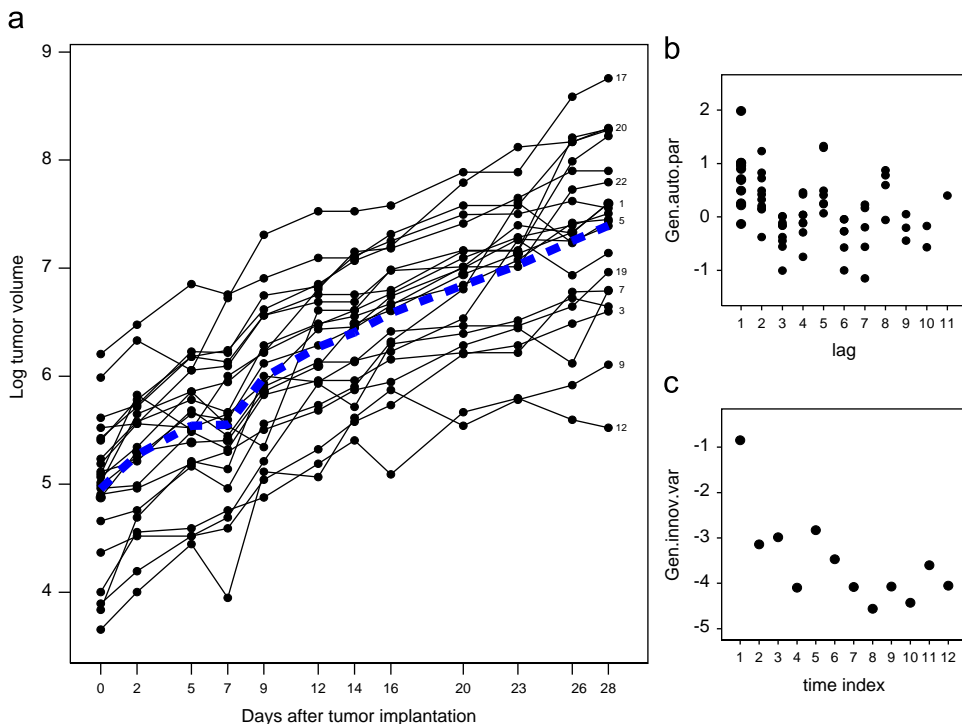 a
9
8
7
6
5
4
Log tumor volume
0 2 5 7 9 12 14 16 20 23 26 28
Days after tumor implantation
17
20
22
1
5
19
7
3
9
12
b
2
1
0
-1
Gen.auto.par
1 2 3 4 5 6 7 8 9 10 11
lag
c
-1
-2
-3
-4
-5
Gen.innov.var
1 2 3 4 5 6 7 8 9 10 11 12
time index